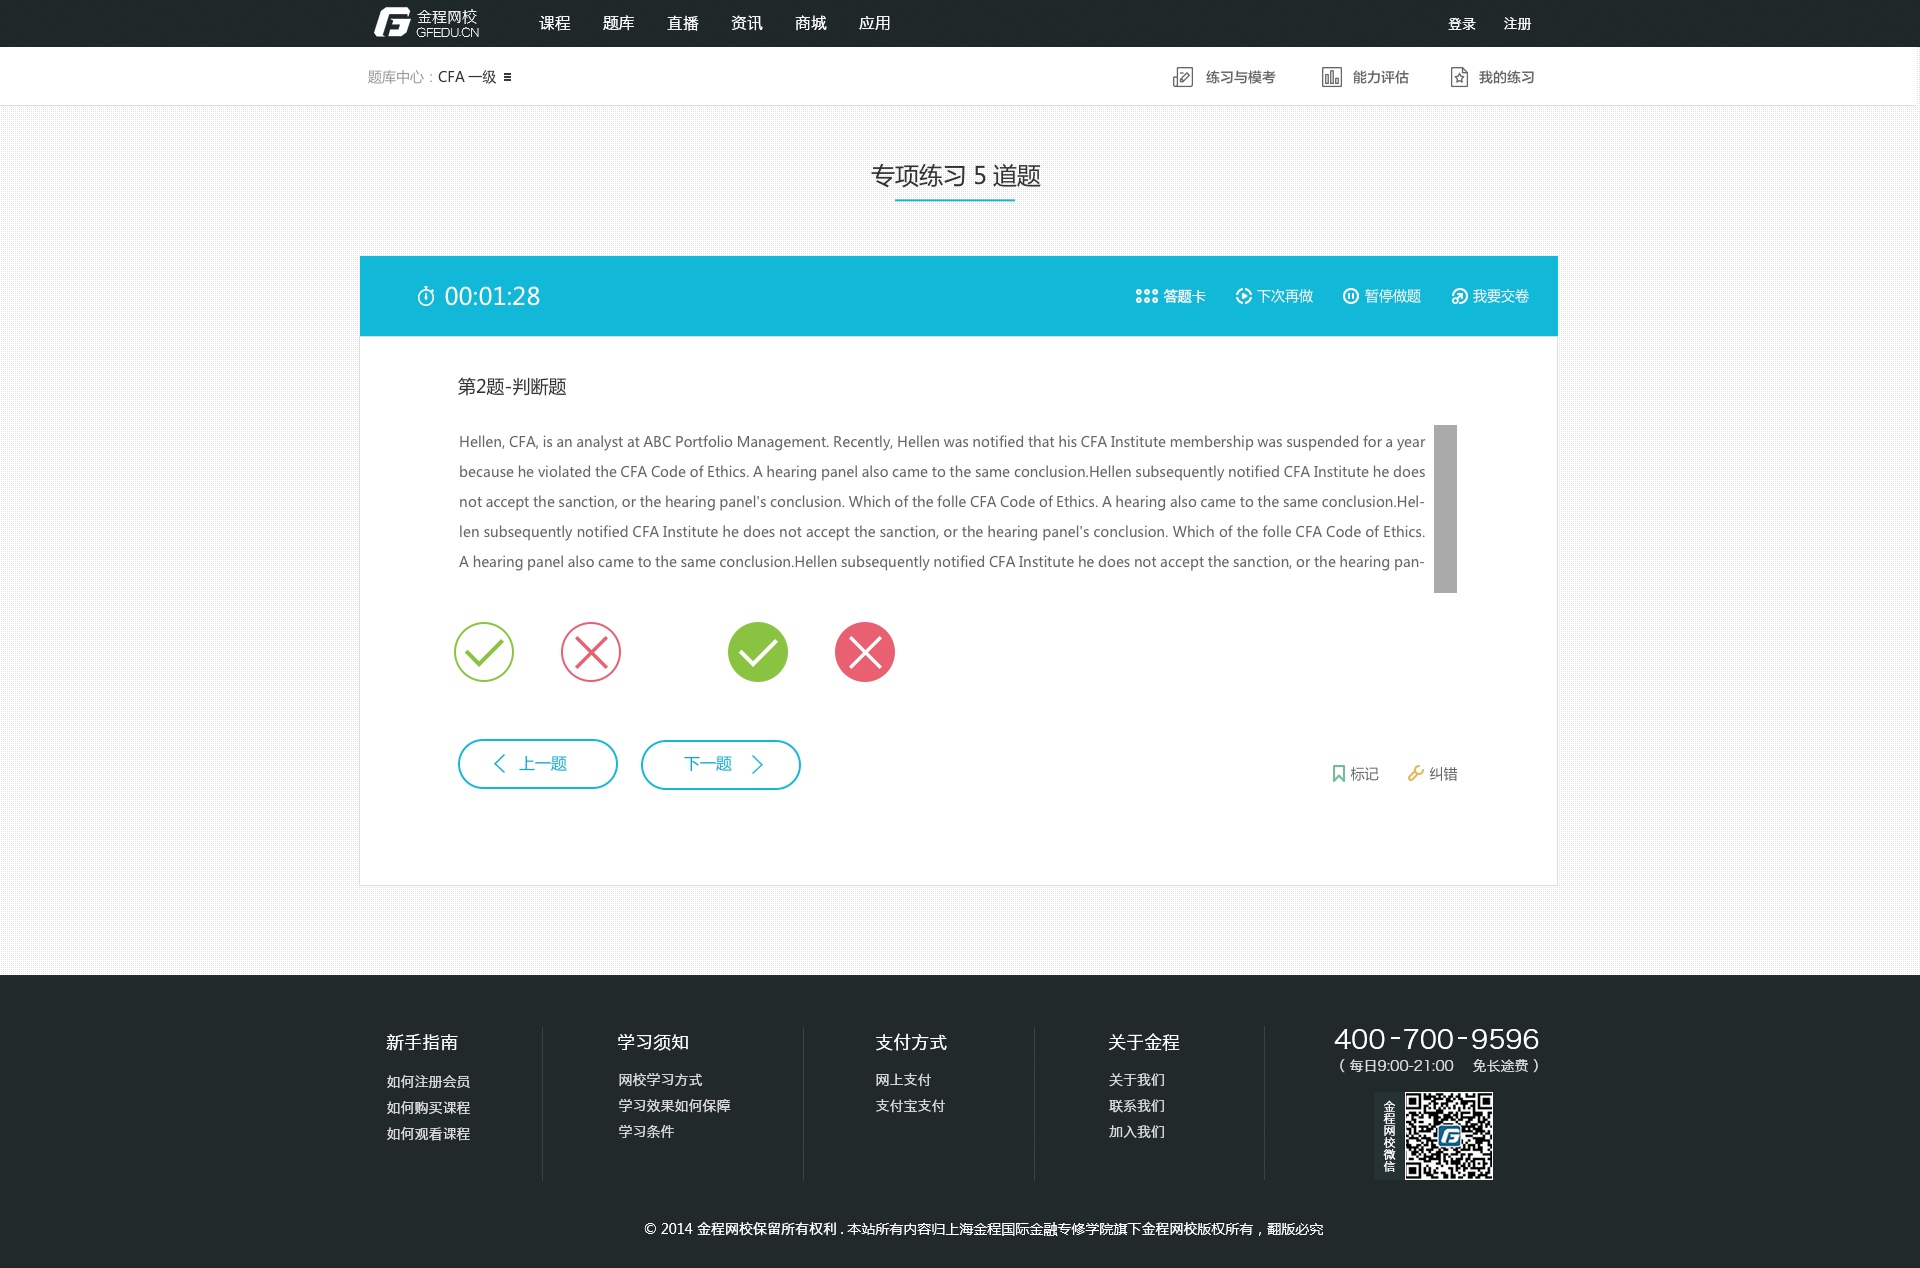 金程网校
GFEDU.CN
课程 题库 直播 资讯 商城 应用
登录 注册
题库中心：CFA 一级
练习与模考 能力评估 我的练习
专项练习 5 道题
00:01:28
答题卡 下次再做 暂停做题 我要交卷
第2题-判断题
Hellen, CFA, is an analyst at ABC Portfolio Management. Recently, Hellen was notified that his CFA Institute membership was suspended for a year
because he violated the CFA Code of Ethics. A hearing panel also came to the same conclusion.Hellen subsequently notified CFA Institute he does
not accept the sanction, or the hearing panel's conclusion. Which of the folle CFA Code of Ethics. A hearing also came to the same conclusion.Hel-
len subsequently notified CFA Institute he does not accept the sanction, or the hearing panel's conclusion. Which of the folle CFA Code of Ethics.
A hearing panel also came to the same conclusion.Hellen subsequently notified CFA Institute he does not accept the sanction, or the hearing pan-
上一题 下一题
标记 纠错
新手指南
如何注册会员
如何购买课程
如何观看课程
学习须知
网校学习方式
学习效果如何保障
学习条件
支付方式
网上支付
支付宝支付
关于金程
关于我们
联系我们
加入我们
400-700-9596
（每日9:00-21:00 免长途费）
金程网校微信
© 2014 金程网校保留所有权利 . 本站所有内容归上海金程国际金融专修学院旗下金程网校版权所有，翻版必究